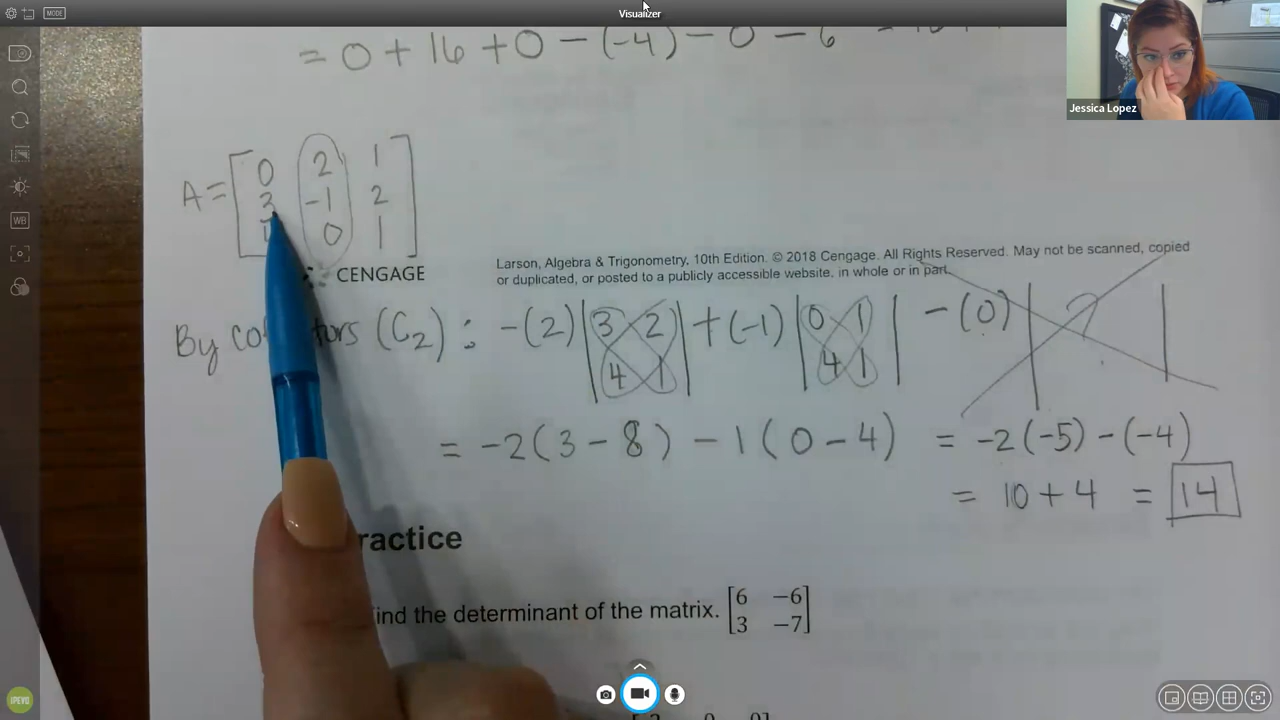 MODE
Visualizer
= 0 + 16 + 0 - (-4) - 0 - 6
Jessica Lopez
A = [ 0 2 1
3 -1 2
0 1 ]
CENGAGE
Larson, Algebra & Trigonometry, 10th Edition. © 2018 Cengage. All Rights Reserved. May not be scanned, copied
or duplicated, or posted to a publicly accessible website. in whole or in part.
By co tors (C₂) : -(2) | 3 2 | + (-1) | 0 1 | - (0) | ? |
| 4 1 | | 4 1 |
= -2(3 - 8) - 1(0 - 4) = -2(-5) - (-4)
= 10 + 4 = 14
ractice
ind the determinant of the matrix. [ 6 −6
3 −7 ]
WB
IPEVO